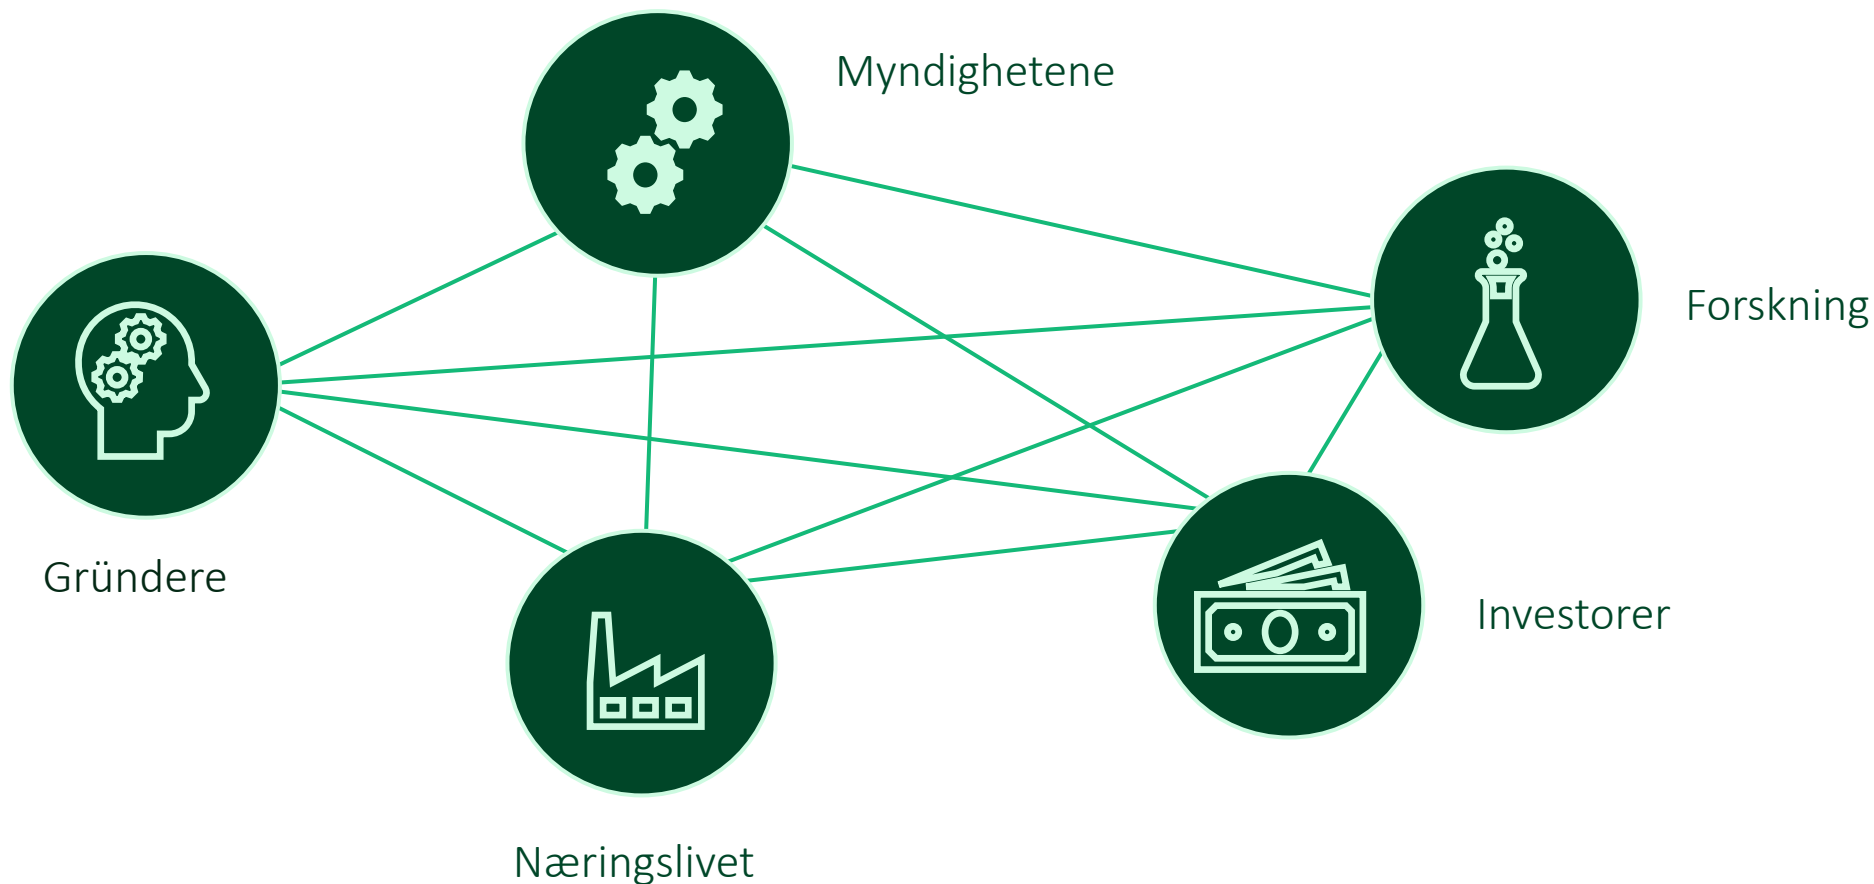 Myndighetene
Forskning
Gründere
Investorer
Næringslivet